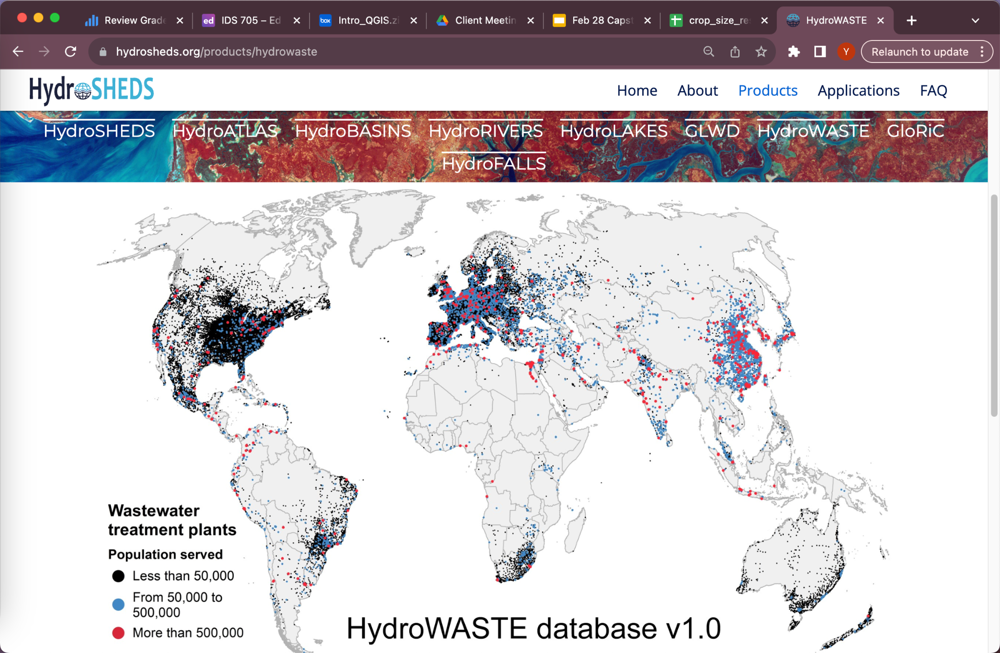 Review Grade
IDS 705 – Ed
box
Intro_QGIS.zi
Client Meetin
Feb 28 Capst
crop_size_re
HydroWASTE
ed
hydrosheds.org/products/hydrowaste
Y
Relaunch to update
HydroSHEDS
Home
About
Products
Applications
FAQ
HydroSHEDS
HydroATLAS
HydroBASINS
HydroRIVERS
HydroLAKES
GLWD
HydroWASTE
GloRiC
HydroFALLS
Wastewater
treatment plants
Population served
Less than 50,000
From 50,000 to
500,000
More than 500,000
HydroWASTE database v1.0